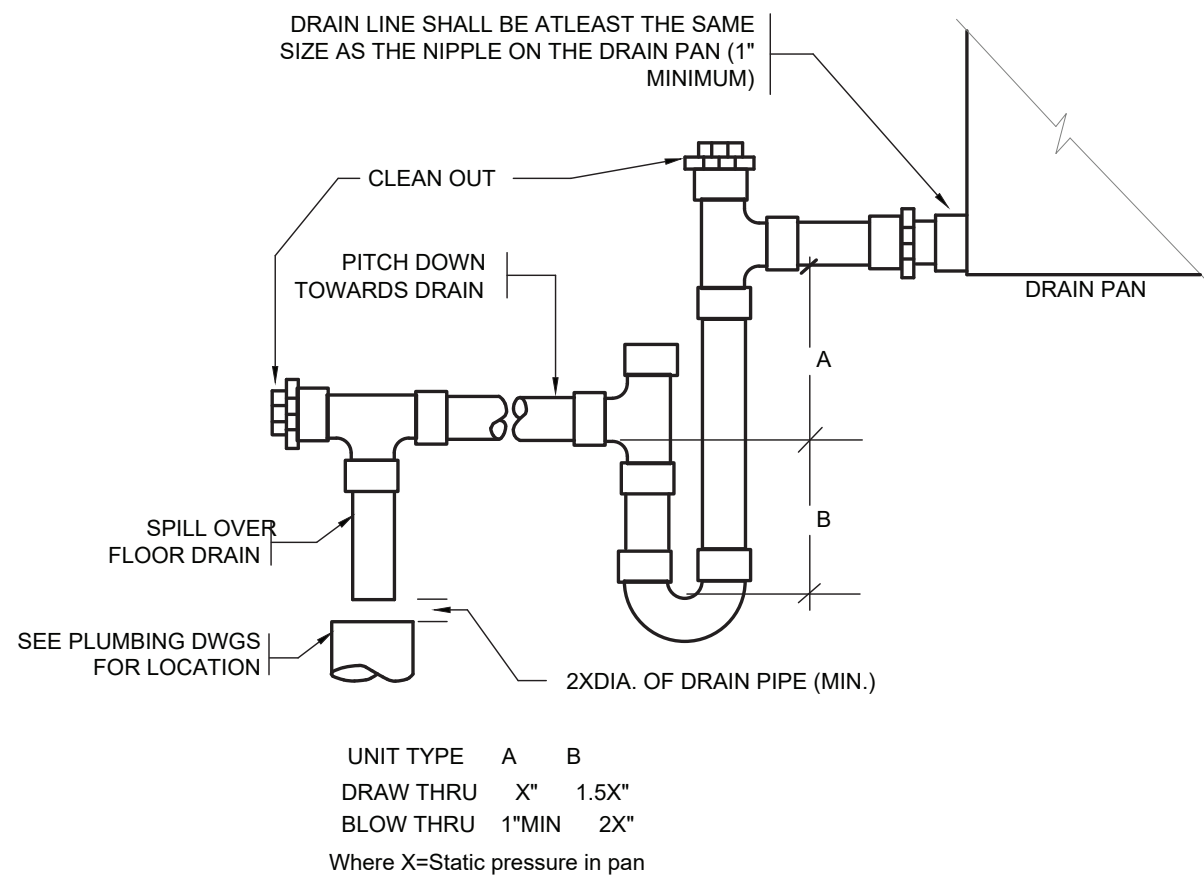 DRAIN LINE SHALL BE ATLEAST THE SAME
SIZE AS THE NIPPLE ON THE DRAIN PAN (1"
MINIMUM)
CLEAN OUT
PITCH DOWN
TOWARDS DRAIN
DRAIN PAN
A
B
SPILL OVER
FLOOR DRAIN
SEE PLUMBING DWGS
FOR LOCATION
2XDIA. OF DRAIN PIPE (MIN.)
UNIT TYPE A B
DRAW THRU X" 1.5X"
BLOW THRU 1"MIN 2X"
Where X=Static pressure in pan